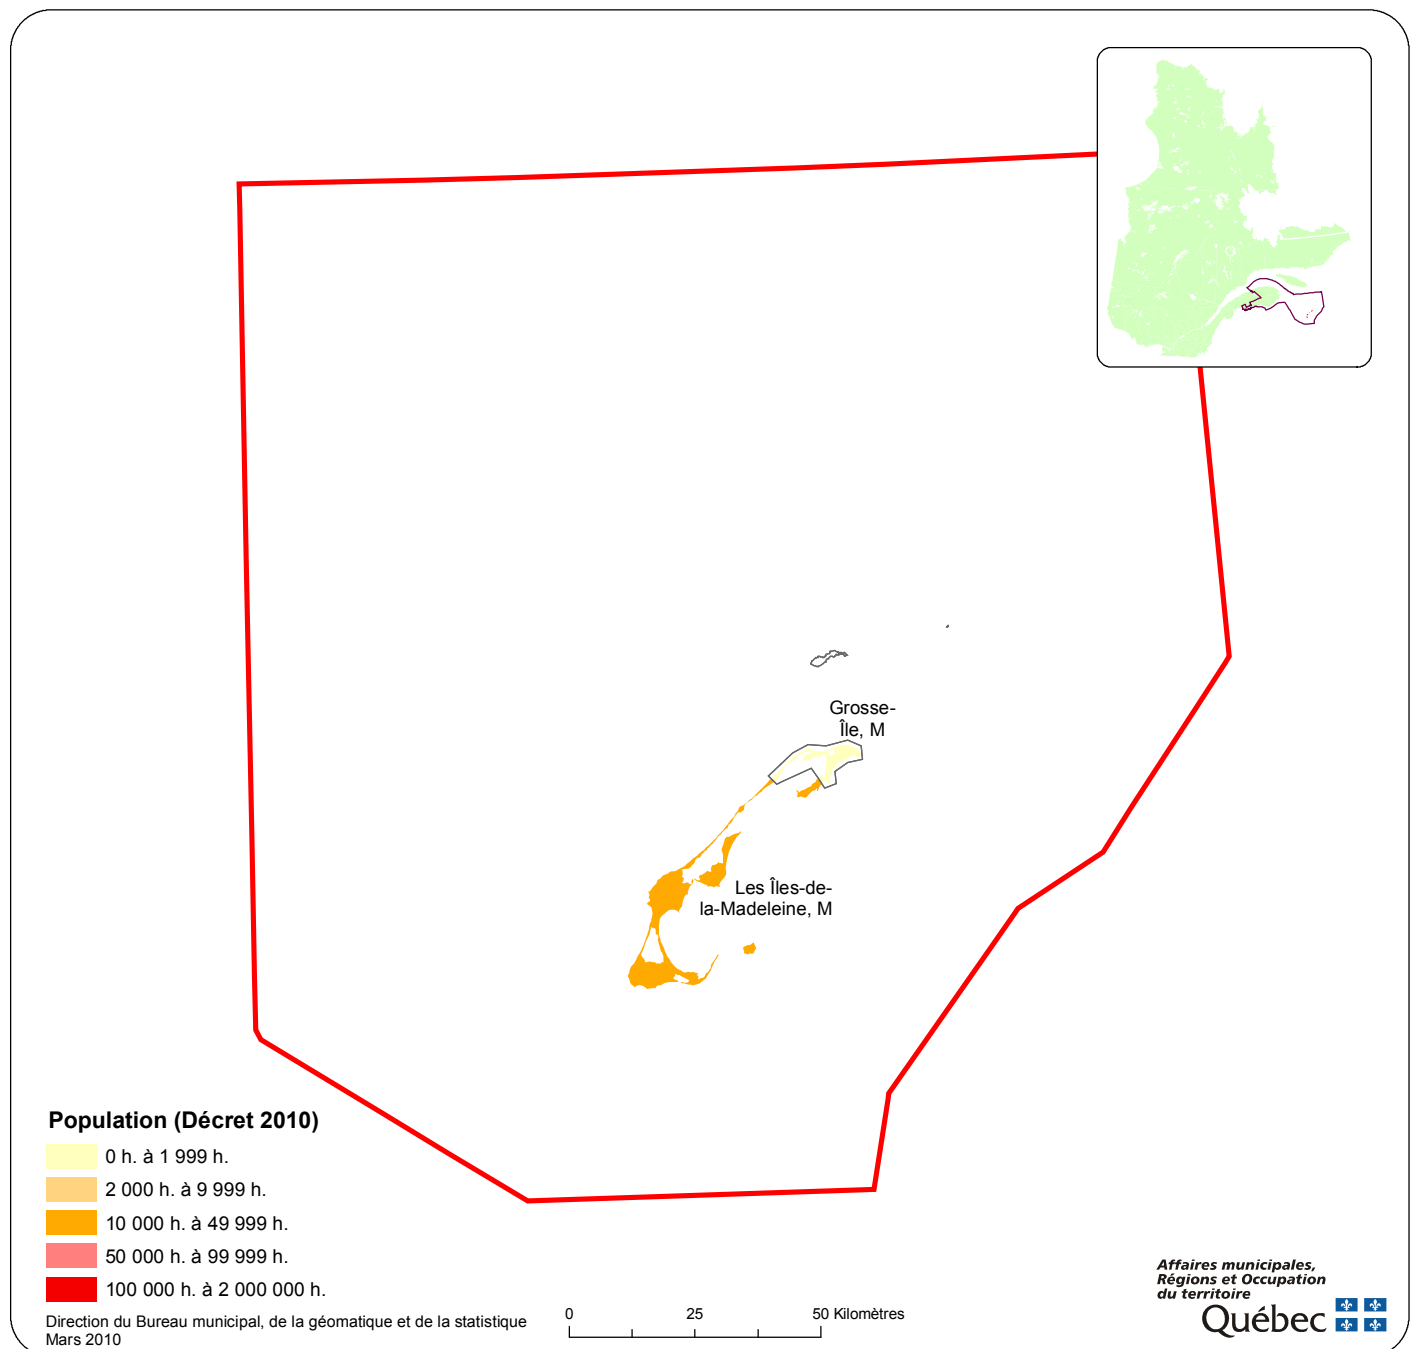 Grosse-
Île, M
Les Îles-de-
la-Madeleine, M
Population (Décret 2010)
0 h. à 1 999 h.
2 000 h. à 9 999 h.
10 000 h. à 49 999 h.
50 000 h. à 99 999 h.
100 000 h. à 2 000 000 h.
Direction du Bureau municipal, de la géomatique et de la statistique
Mars 2010
0 25 50 Kilomètres
Affaires municipales,
Régions et Occupation
du territoire
Québec